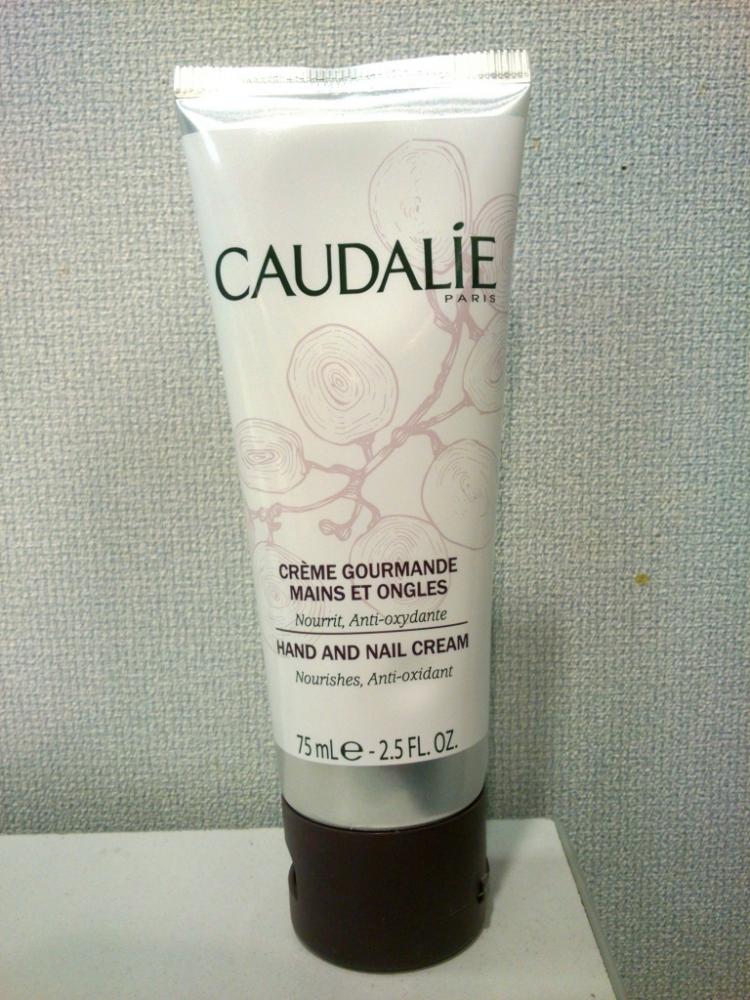 CAUDALİE
PARIS
CRÈME GOURMANDE
MAINS ET ONGLES
Nourrit, Anti-oxydante
HAND AND NAIL CREAM
Nourishes, Anti-oxidant
75 mL ℮ - 2.5 FL. OZ.